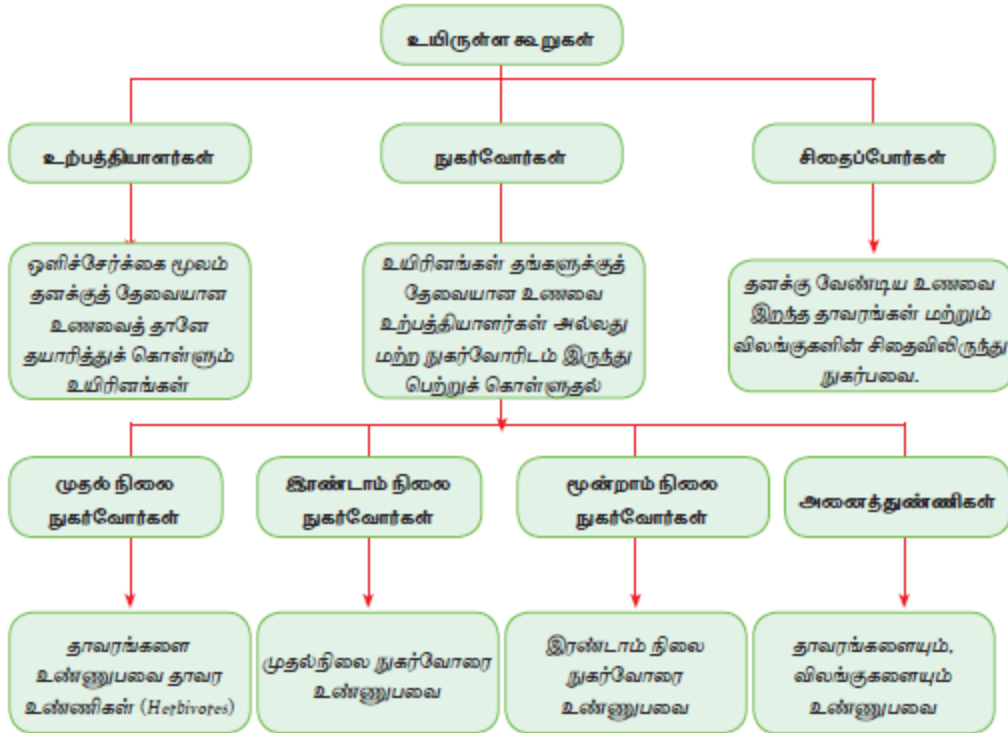 உயிருள்ள கூறுகள்
உற்பத்தியாளர்கள்
நுகர்வோர்கள்
சிதைப்போர்கள்
ஒளிச்சேர்க்கை மூலம்
தனக்குத் தேவையான
உணவைத் தானே
தயாரித்துக் கொள்ளும்
உயிரினங்கள்
உயிரினங்கள் தங்களுக்குத்
தேவையான உணவை
உற்பத்தியாளர்கள் அல்லது
மற்ற நுகர்வோரிடம் இருந்து
பெற்றுக் கொள்ளுதல்
தனக்கு வேண்டிய உணவை
இறந்த தாவரங்கள் மற்றும்
விலங்குகளின் சிதைவிலிருந்து
நுகர்பவை.
முதல் நிலை
நுகர்வோர்கள்
இரண்டாம் நிலை
நுகர்வோர்கள்
மூன்றாம் நிலை
நுகர்வோர்கள்
அனைத்துண்ணிகள்
தாவரங்களை
உண்ணுபவை தாவர
உண்ணிகள் (Herbivores)
முதல்நிலை நுகர்வோரை
உண்ணுபவை
இரண்டாம் நிலை
நுகர்வோரை
உண்ணுபவை
தாவரங்களையும்,
விலங்குகளையும்
உண்ணுபவை